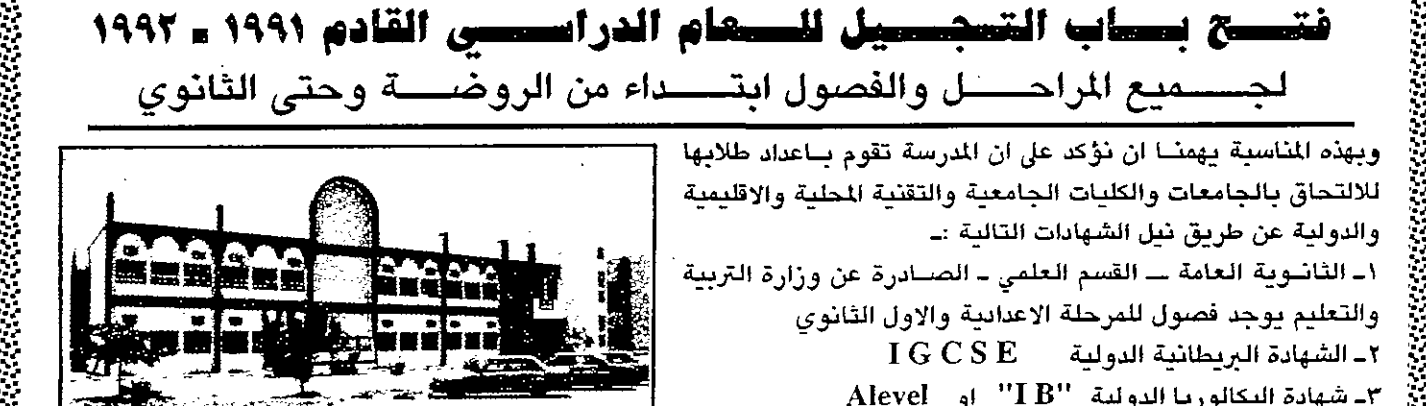 فتح باب التسجيل للعام الدراسي القادم ١٩٩١ - ١٩٩٢
لجميع المراحل والفصول ابتداء من الروضة وحتى الثانوي
وبهذه المناسبة يهمنا ان نؤكد على ان المدرسة تقوم باعداد طلابها
للالتحاق بالجامعات والكليات الجامعية والتقنية المحلية والاقليمية
والدولية عن طريق نيل الشهادات التالية :ـ
١ـ الثانوية العامة ـ القسم العلمي ـ الصادرة عن وزارة التربية
والتعليم يوجد فصول للمرحلة الاعدادية والاول الثانوي
٢ـ الشهادة البريطانية الدولية IGCSE
٣ـ شهادة البكالوريا الدولية "IB" او Alevel